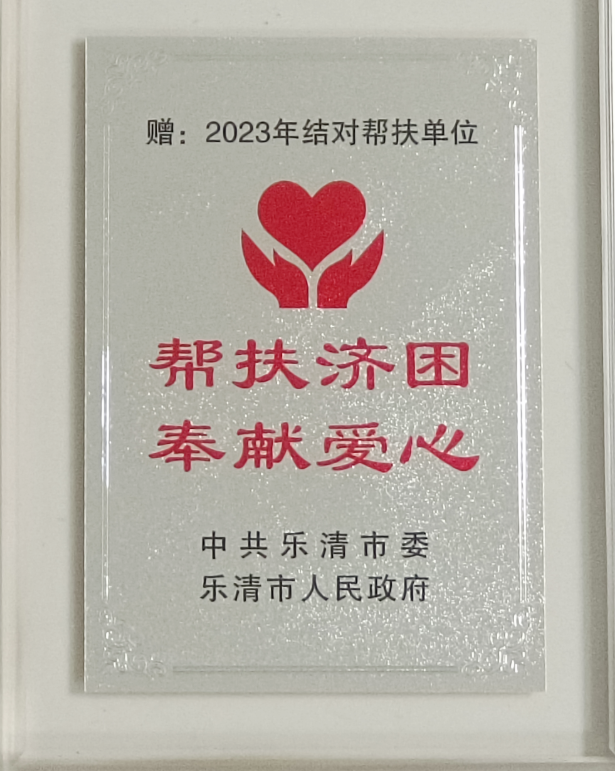 赠：2023年结对帮扶单位
帮扶济困
奉献爱心
中共乐清市委
乐清市人民政府